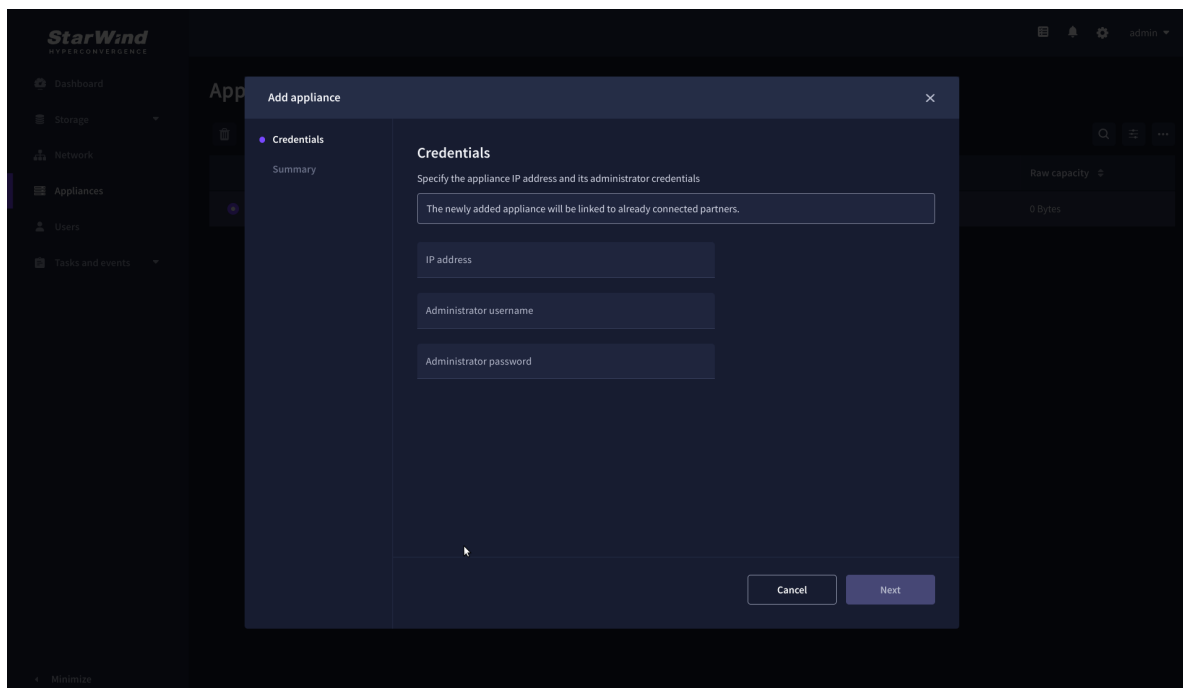 StarWind
HYPERCONVERGENCE
admin
Dashboard
Storage
Network
Appliances
Users
Tasks and events
Minimize
App
Raw capacity
0 Bytes
Add appliance
Credentials
Summary
Credentials
Specify the appliance IP address and its administrator credentials
The newly added appliance will be linked to already connected partners.
IP address
Administrator username
Administrator password
Cancel
Next